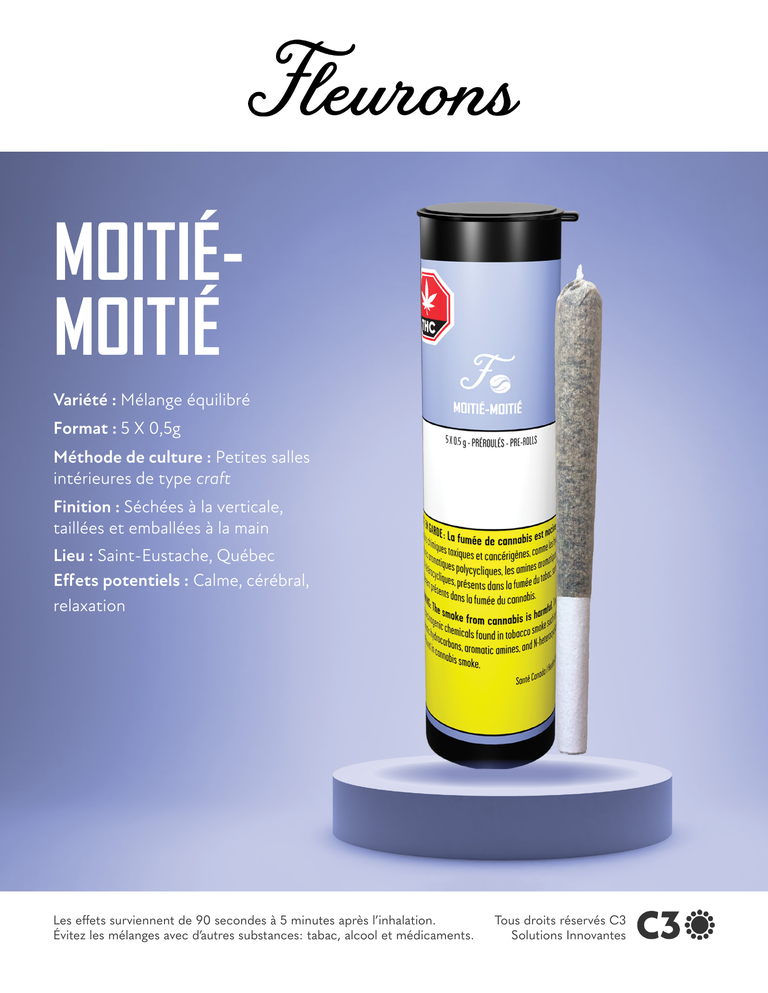 Fleurons
MOITIÉ-
MOITIÉ
Variété : Mélange équilibré
Format : 5 X 0,5g
Méthode de culture : Petites salles
intérieures de type craft
Finition : Séchées à la verticale,
taillées et emballées à la main
Lieu : Saint-Eustache, Québec
Effets potentiels : Calme, cérébral,
relaxation
THC
F
MOITIÉ-MOITIÉ
5 X 0.5 g - PRÉROULÉS - PRE-ROLLS
GARDE : La fumée de cannabis est
chimiques toxiques et cancérigènes, comme
aromatiques polycycliques, les amines
présents dans la fumée du tabac,
présents dans la fumée du cannabis.
The smoke from cannabis is harmful.
chemicals found in tobacco smoke
hydrocarbons, aromatic amines, and
in cannabis smoke.
Santé Canada
Les effets surviennent de 90 secondes à 5 minutes après l’inhalation.
Évitez les mélanges avec d’autres substances: tabac, alcool et médicaments.
Tous droits réservés C3
Solutions Innovantes
C3